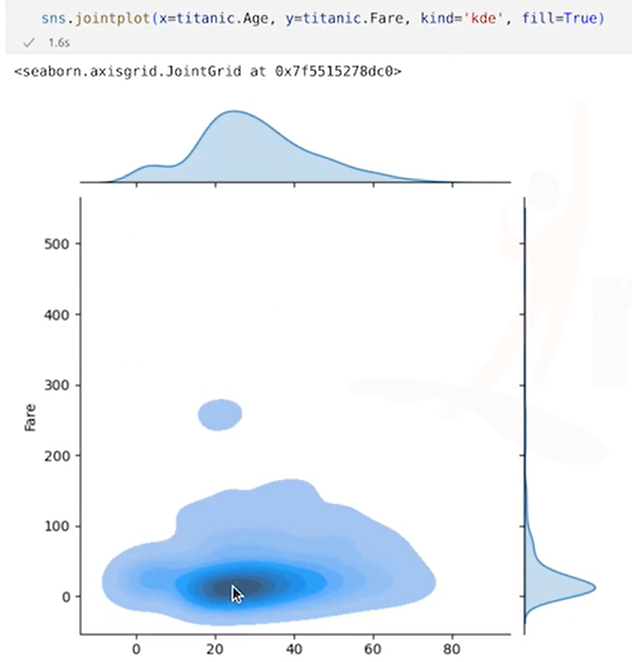 sns.jointplot(x=titanic.Age, y=titanic.Fare, kind='kde', fill=True)
✓ 1.6s
<seaborn.axisgrid.JointGrid at 0x7f5515278dc0>
500
400
300
Fare
200
100
0
0 20 40 60 80